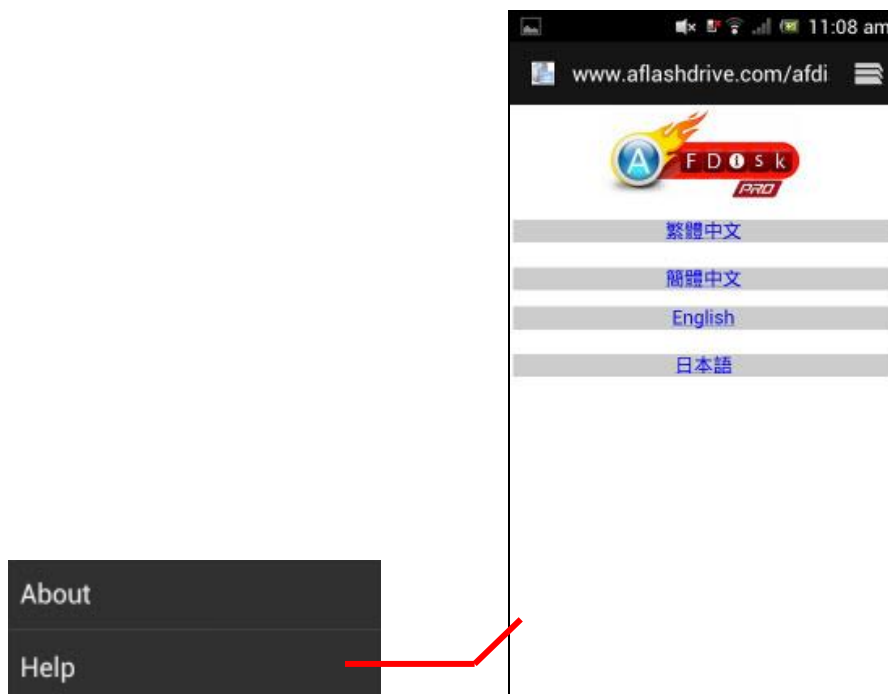 11:08 am
www.aflashdrive.com/afdi
A FDisk
PRO
繁體中文
簡體中文
English
日本語
About
Help